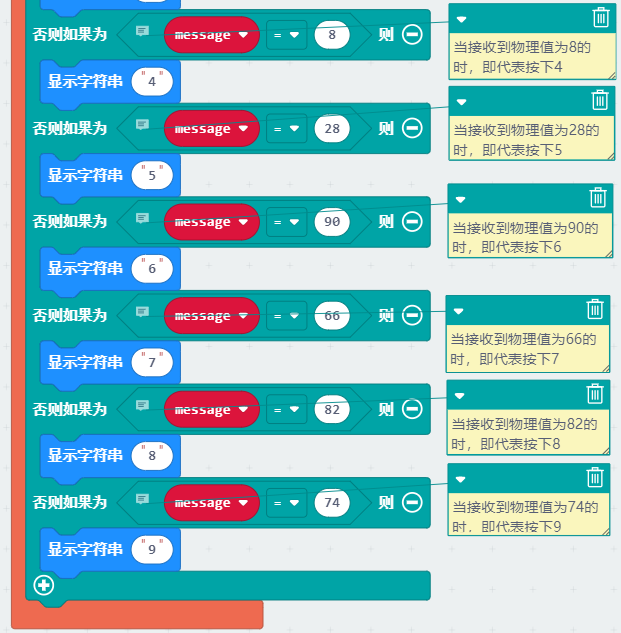 否则如果为 message = 8 则
当接收到物理值为8的
时，即代表按下4
显示字符串 "4"
否则如果为 message = 28 则
当接收到物理值为28的
时，即代表按下5
显示字符串 "5"
否则如果为 message = 90 则
当接收到物理值为90的
时，即代表按下6
显示字符串 "6"
否则如果为 message = 66 则
当接收到物理值为66的
时，即代表按下7
显示字符串 "7"
否则如果为 message = 82 则
当接收到物理值为82的
时，即代表按下8
显示字符串 "8"
否则如果为 message = 74 则
当接收到物理值为74的
时，即代表按下9
显示字符串 "9"